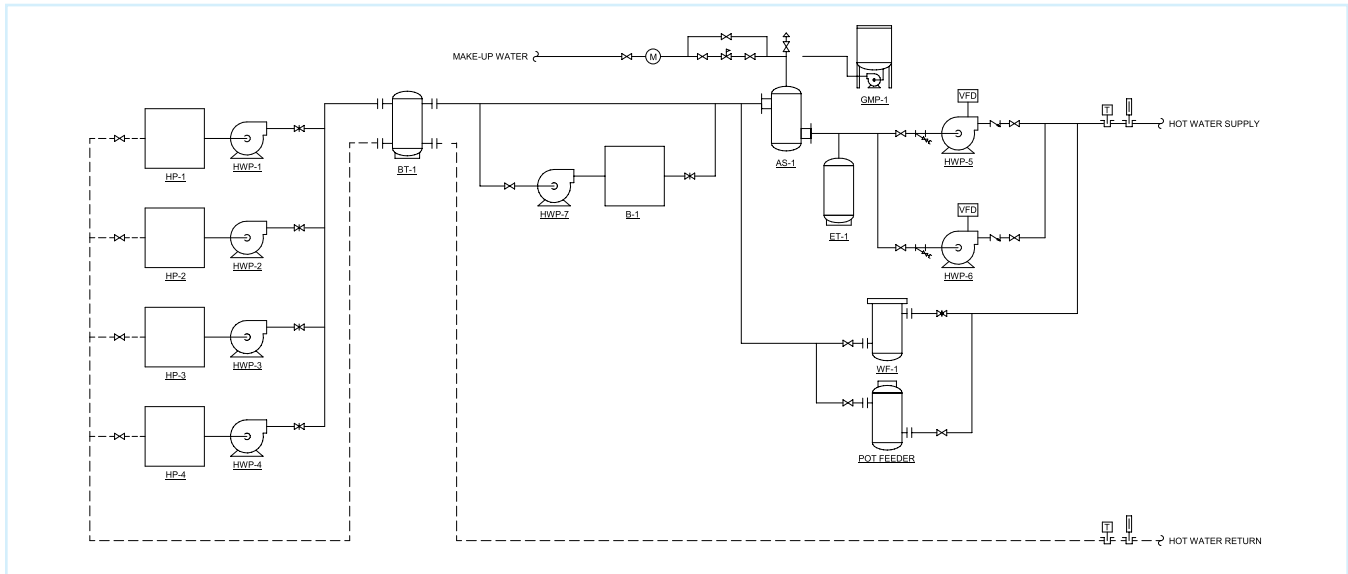 MAKE-UP WATER
M
GMP-1
VFD
T
HOT WATER SUPPLY
HWP-5
AS-1
HP-1
HWP-1
BT-1
HWP-7
B-1
ET-1
VFD
HWP-6
HP-2
HWP-2
HP-3
HWP-3
WF-1
HP-4
HWP-4
POT FEEDER
T
HOT WATER RETURN